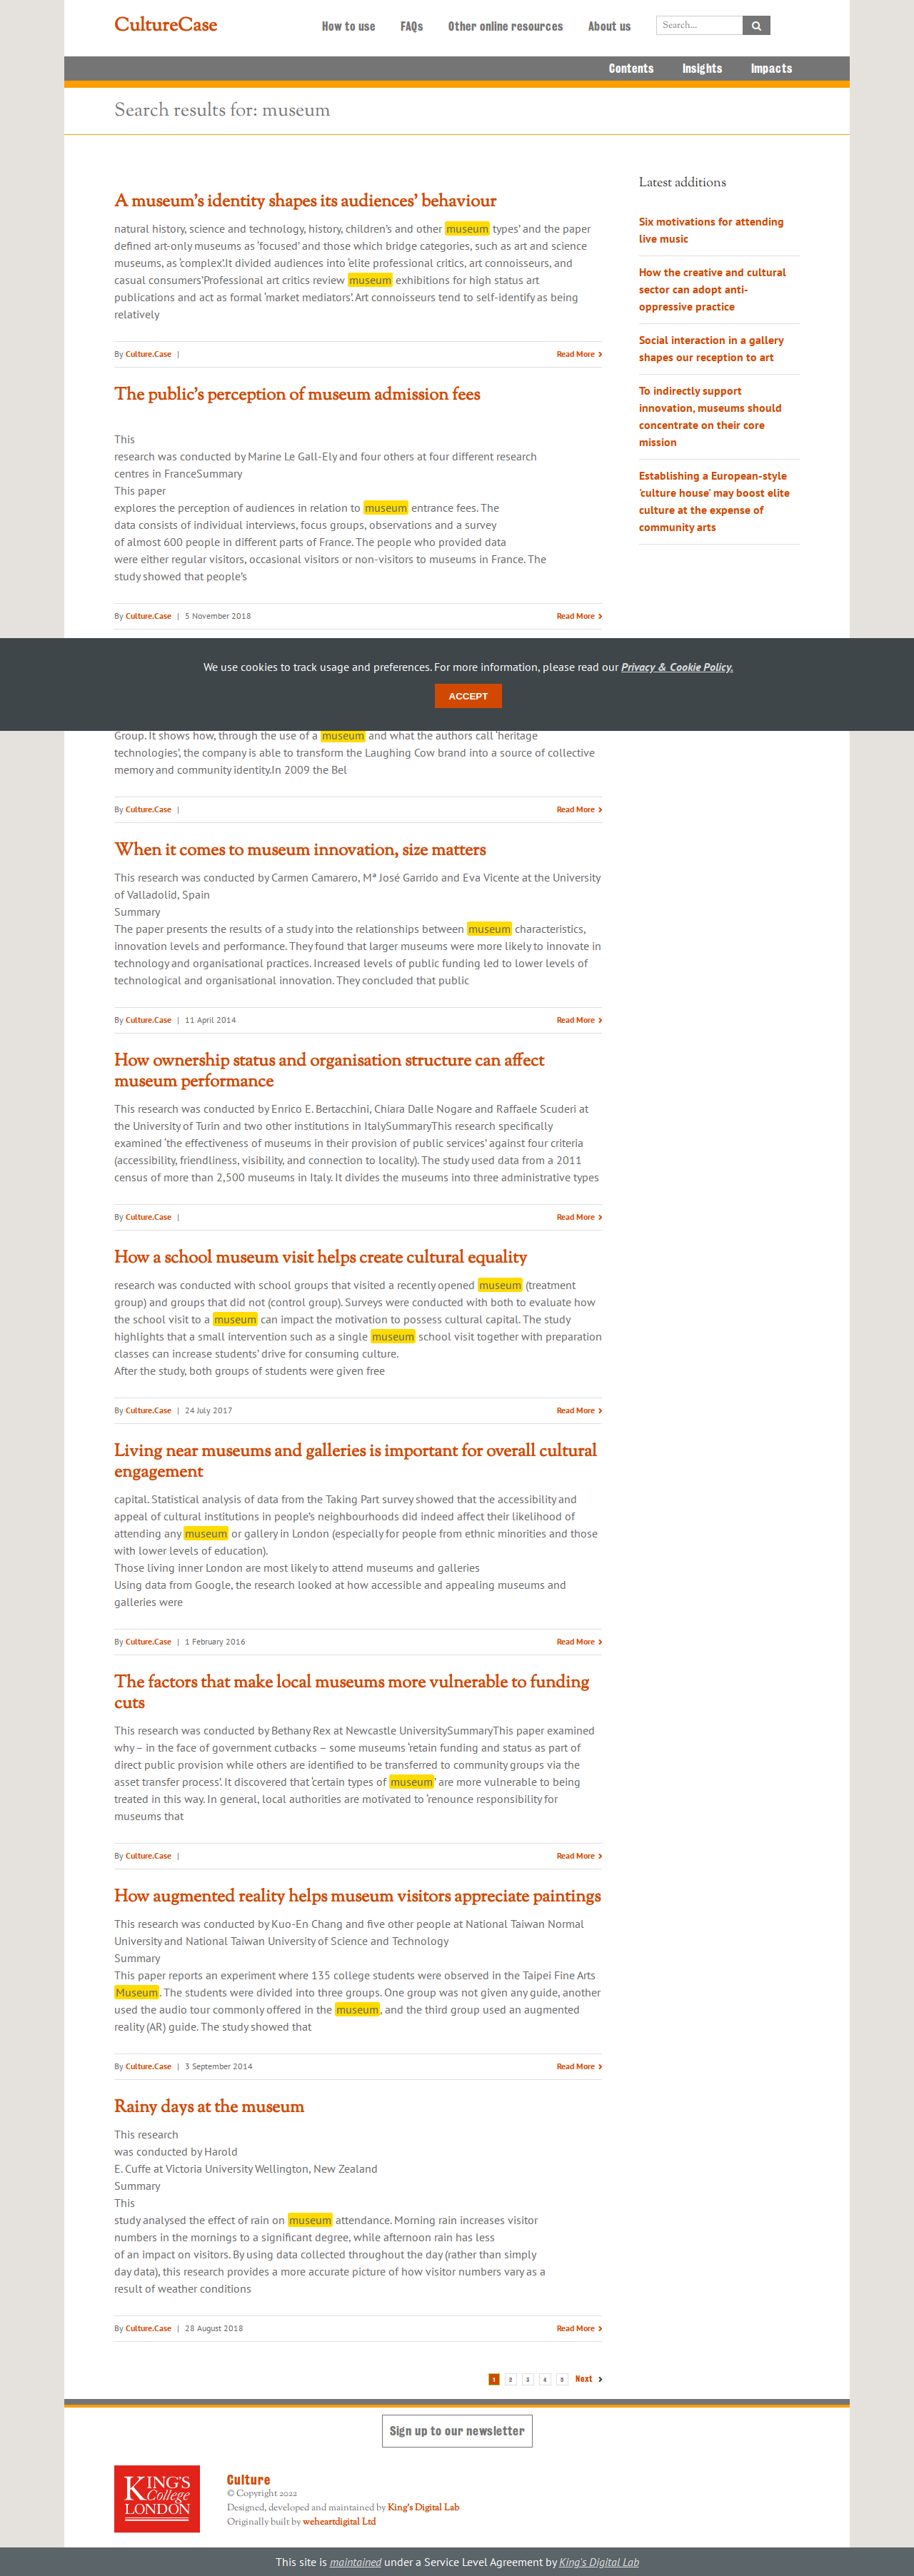 CultureCase
How to use
FAQs
Other online resources
About us
Search...
Contents
Insights
Impacts
Search results for: museum
A museum’s identity shapes its audiences’ behaviour
natural history, science and technology, history, children’s and other museum types’ and the paper
defined art-only museums as ‘focused’ and those which bridge categories, such as art and science
museums, as ‘complex’.It divided audiences into ‘elite professional critics, art connoisseurs, and
casual consumers’Professional art critics review museum exhibitions for high status art
publications and act as formal ‘market mediators’. Art connoisseurs tend to self-identify as being
relatively
By Culture.Case |
Read More
The public’s perception of museum admission fees
This
research was conducted by Marine Le Gall-Ely and four others at four different research
centres in FranceSummary
This paper
explores the perception of audiences in relation to museum entrance fees. The
data consists of individual interviews, focus groups, observations and a survey
of almost 600 people in different parts of France. The people who provided data
were either regular visitors, occasional visitors or non-visitors to museums in France. The
study showed that people’s
By Culture.Case | 5 November 2018
Read More
We use cookies to track usage and preferences. For more information, please read our Privacy & Cookie Policy.
ACCEPT
Group. It shows how, through the use of a museum and what the authors call ‘heritage
technologies’, the company is able to transform the Laughing Cow brand into a source of collective
memory and community identity.In 2009 the Bel
By Culture.Case |
Read More
When it comes to museum innovation, size matters
This research was conducted by Carmen Camarero, Mª José Garrido and Eva Vicente at the University
of Valladolid, Spain
Summary
The paper presents the results of a study into the relationships between museum characteristics,
innovation levels and performance. They found that larger museums were more likely to innovate in
technology and organisational practices. Increased levels of public funding led to lower levels of
technological and organisational innovation. They concluded that public
By Culture.Case | 11 April 2014
Read More
How ownership status and organisation structure can affect
museum performance
This research was conducted by Enrico E. Bertacchini, Chiara Dalle Nogare and Raffaele Scuderi at
the University of Turin and two other institutions in ItalySummaryThis research specifically
examined ‘the effectiveness of museums in their provision of public services’ against four criteria
(accessibility, friendliness, visibility, and connection to locality). The study used data from a 2011
census of more than 2,500 museums in Italy. It divides the museums into three administrative types
By Culture.Case |
Read More
How a school museum visit helps create cultural equality
research was conducted with school groups that visited a recently opened museum (treatment
group) and groups that did not (control group). Surveys were conducted with both to evaluate how
the school visit to a museum can impact the motivation to possess cultural capital. The study
highlights that a small intervention such as a single museum school visit together with preparation
classes can increase students’ drive for consuming culture.
After the study, both groups of students were given free
By Culture.Case | 24 July 2017
Read More
Living near museums and galleries is important for overall cultural
engagement
capital. Statistical analysis of data from the Taking Part survey showed that the accessibility and
appeal of cultural institutions in people’s neighbourhoods did indeed affect their likelihood of
attending any museum or gallery in London (especially for people from ethnic minorities and those
with lower levels of education).
Those living inner London are most likely to attend museums and galleries
Using data from Google, the research looked at how accessible and appealing museums and
galleries were
By Culture.Case | 1 February 2016
Read More
The factors that make local museums more vulnerable to funding
cuts
This research was conducted by Bethany Rex at Newcastle UniversitySummaryThis paper examined
why – in the face of government cutbacks – some museums ‘retain funding and status as part of
direct public provision while others are identified to be transferred to community groups via the
asset transfer process’. It discovered that ‘certain types of museum’ are more vulnerable to being
treated in this way. In general, local authorities are motivated to ‘renounce responsibility for
museums that
By Culture.Case |
Read More
How augmented reality helps museum visitors appreciate paintings
This research was conducted by Kuo-En Chang and five other people at National Taiwan Normal
University and National Taiwan University of Science and Technology
Summary
This paper reports an experiment where 135 college students were observed in the Taipei Fine Arts
Museum. The students were divided into three groups. One group was not given any guide, another
used the audio tour commonly offered in the museum, and the third group used an augmented
reality (AR) guide. The study showed that
By Culture.Case | 3 September 2014
Read More
Rainy days at the museum
This research
was conducted by Harold
E. Cuffe at Victoria University Wellington, New Zealand
Summary
This
study analysed the effect of rain on museum attendance. Morning rain increases visitor
numbers in the mornings to a significant degree, while afternoon rain has less
of an impact on visitors. By using data collected throughout the day (rather than simply
day data), this research provides a more accurate picture of how visitor numbers vary as a
result of weather conditions
By Culture.Case | 28 August 2018
Read More
1 2 3 4 5 Next
Latest additions
Six motivations for attending
live music
How the creative and cultural
sector can adopt anti-
oppressive practice
Social interaction in a gallery
shapes our reception to art
To indirectly support
innovation, museums should
concentrate on their core
mission
Establishing a European-style
‘culture house’ may boost elite
culture at the expense of
community arts
Sign up to our newsletter
KING'S
College
LONDON
Culture
© Copyright 2022
Designed, developed and maintained by King's Digital Lab
Originally built by weheartdigital Ltd
This site is maintained under a Service Level Agreement by King's Digital Lab